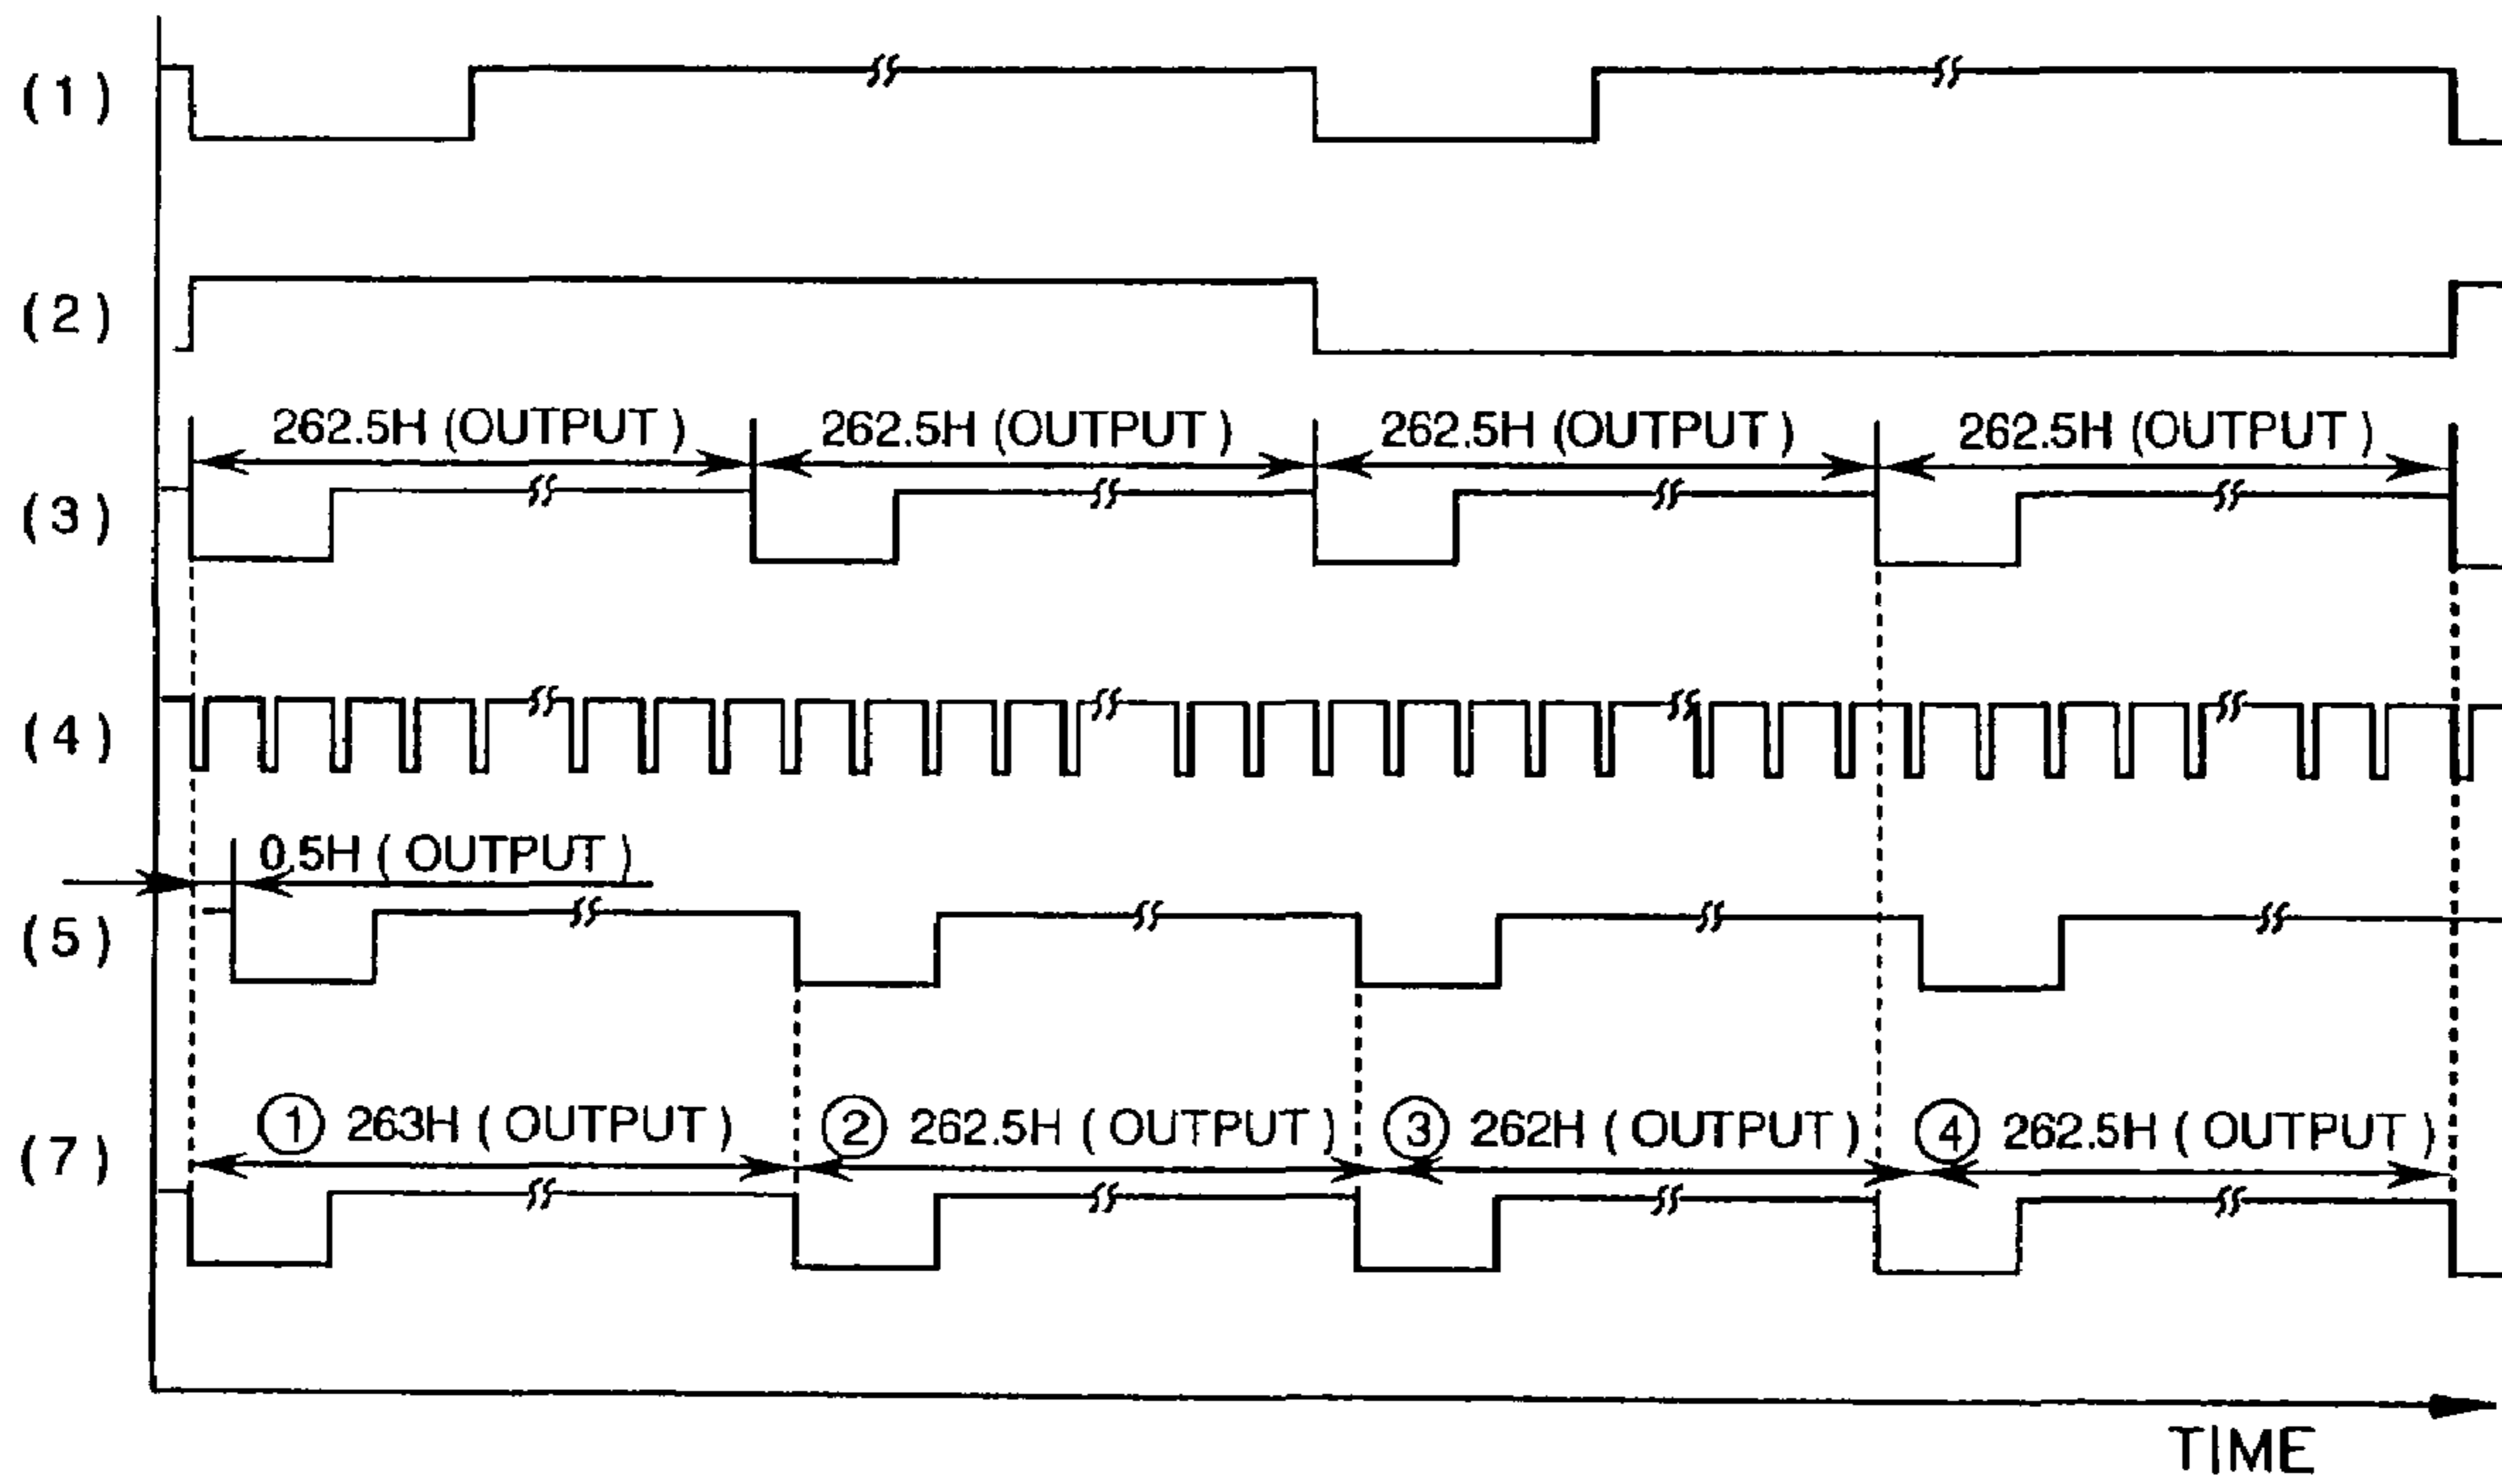 (1)
(2)
262.5H (OUTPUT) 262.5H (OUTPUT) 262.5H (OUTPUT) 262.5H (OUTPUT)
(3)
(4)
0.5H ( OUTPUT )
(5)
① 263H ( OUTPUT ) ② 262.5H ( OUTPUT ) ③ 262H ( OUTPUT ) ④ 262.5H ( OUTPUT )
(7)
TIME